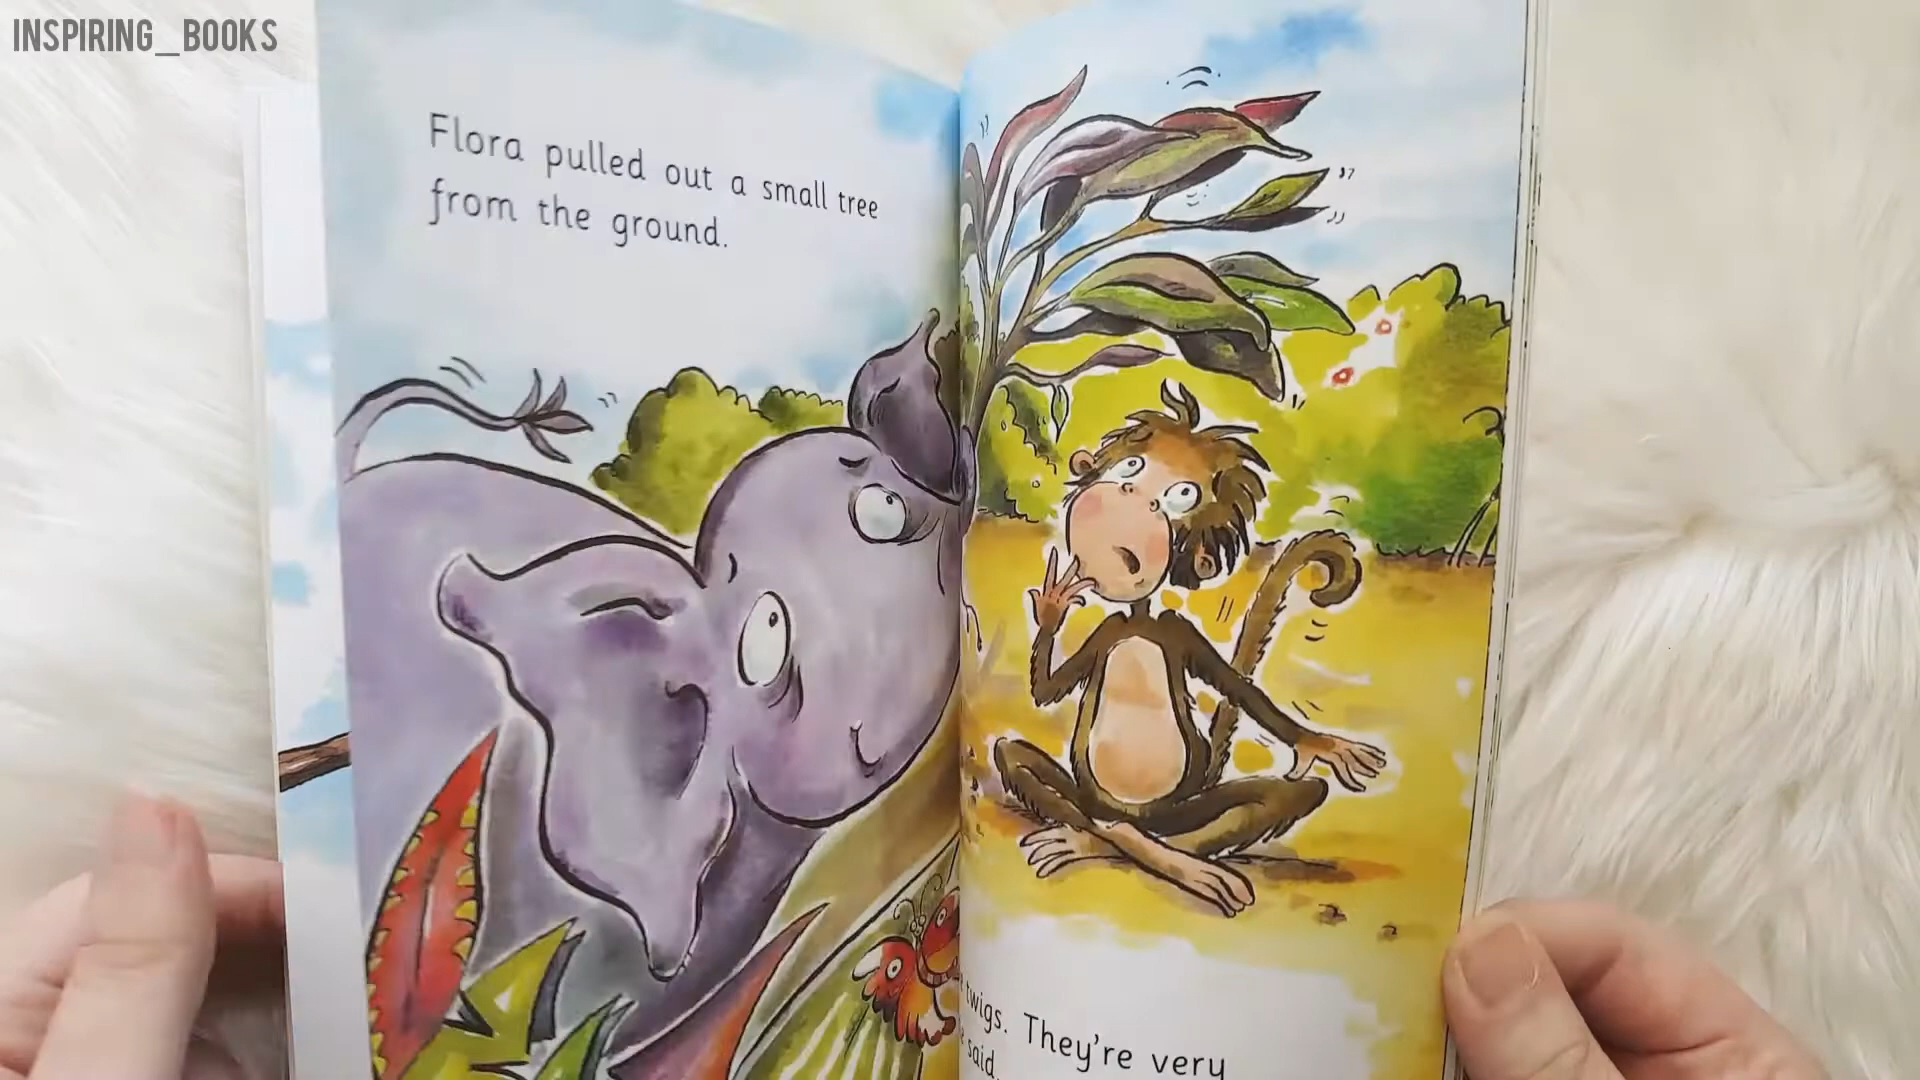 INSPIRING_BOOKS
Flora pulled out a small tree
from the ground.
twigs. They're very
said.